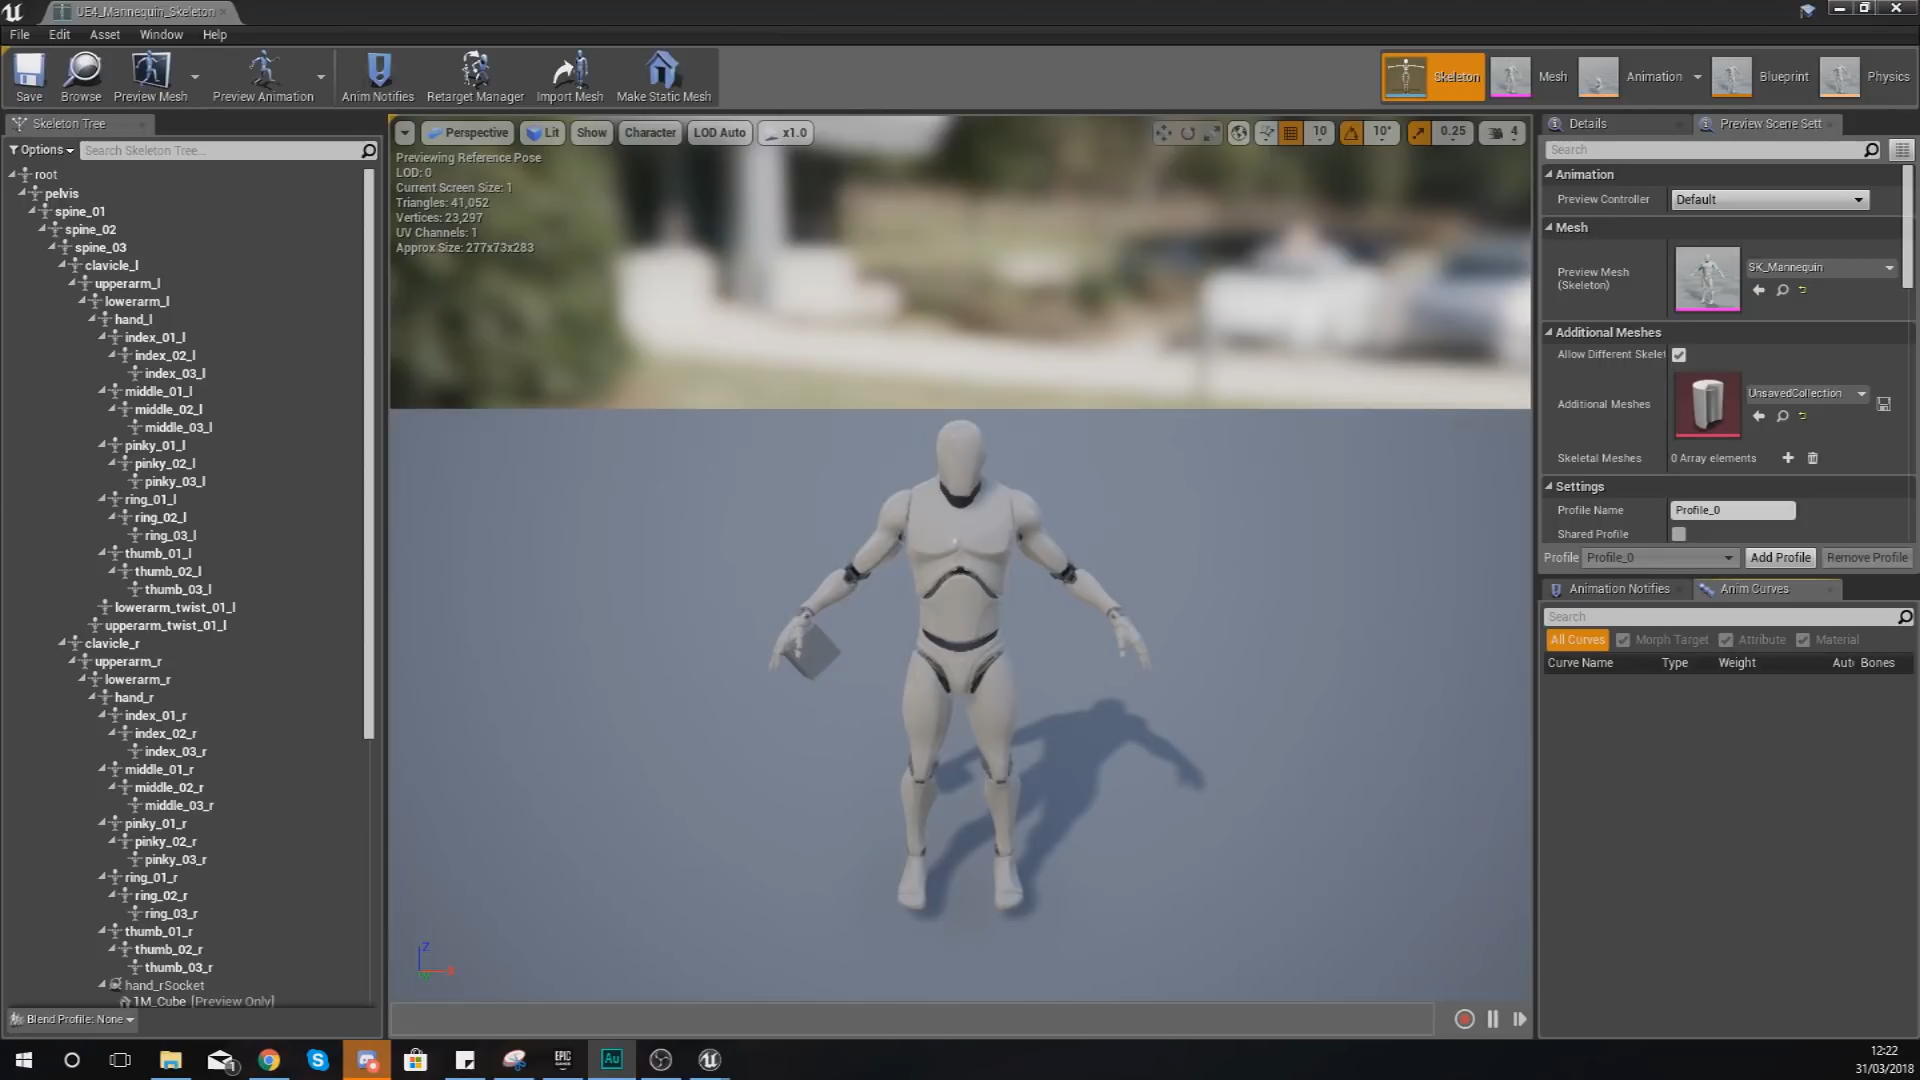 UE4_Mannequin_Skeleton
File Edit Asset Window Help
Save Browse Preview Mesh Preview Animation Anim Notifies Retarget Manager Import Mesh Make Static Mesh
Skeleton Mesh Animation Blueprint Physics
Skeleton Tree
Options Search Skeleton Tree...
root
pelvis
spine_01
spine_02
spine_03
clavicle_l
upperarm_l
lowerarm_l
hand_l
index_01_l
index_02_l
index_03_l
middle_01_l
middle_02_l
middle_03_l
pinky_01_l
pinky_02_l
pinky_03_l
ring_01_l
ring_02_l
ring_03_l
thumb_01_l
thumb_02_l
thumb_03_l
lowerarm_twist_01_l
upperarm_twist_01_l
clavicle_r
upperarm_r
lowerarm_r
hand_r
index_01_r
index_02_r
index_03_r
middle_01_r
middle_02_r
middle_03_r
pinky_01_r
pinky_02_r
pinky_03_r
ring_01_r
ring_02_r
ring_03_r
thumb_01_r
thumb_02_r
thumb_03_r
hand_rSocket
1M_Cube [Preview Only]
Blend Profile: None
Perspective Lit Show Character LOD Auto x1.0 10 10° 0.25 4
Previewing Reference Pose
LOD: 0
Current Screen Size: 1
Triangles: 41,052
Vertices: 23,297
UV Channels: 1
Approx Size: 277x73x283
Z
X
Details Preview Scene Sett
Search
Animation
Preview Controller Default
Mesh
Preview Mesh
(Skeleton)
SK_Mannequin
Additional Meshes
Allow Different Skelet
Additional Meshes UnsavedCollection
Skeletal Meshes 0 Array elements
Settings
Profile Name Profile_0
Shared Profile
Profile Profile_0 Add Profile Remove Profile
Animation Notifies Anim Curves
Search
All Curves Morph Target Attribute Material
Curve Name Type Weight Aut Bones
1
EPIC
GAMES
Au
12:22
31/03/2018